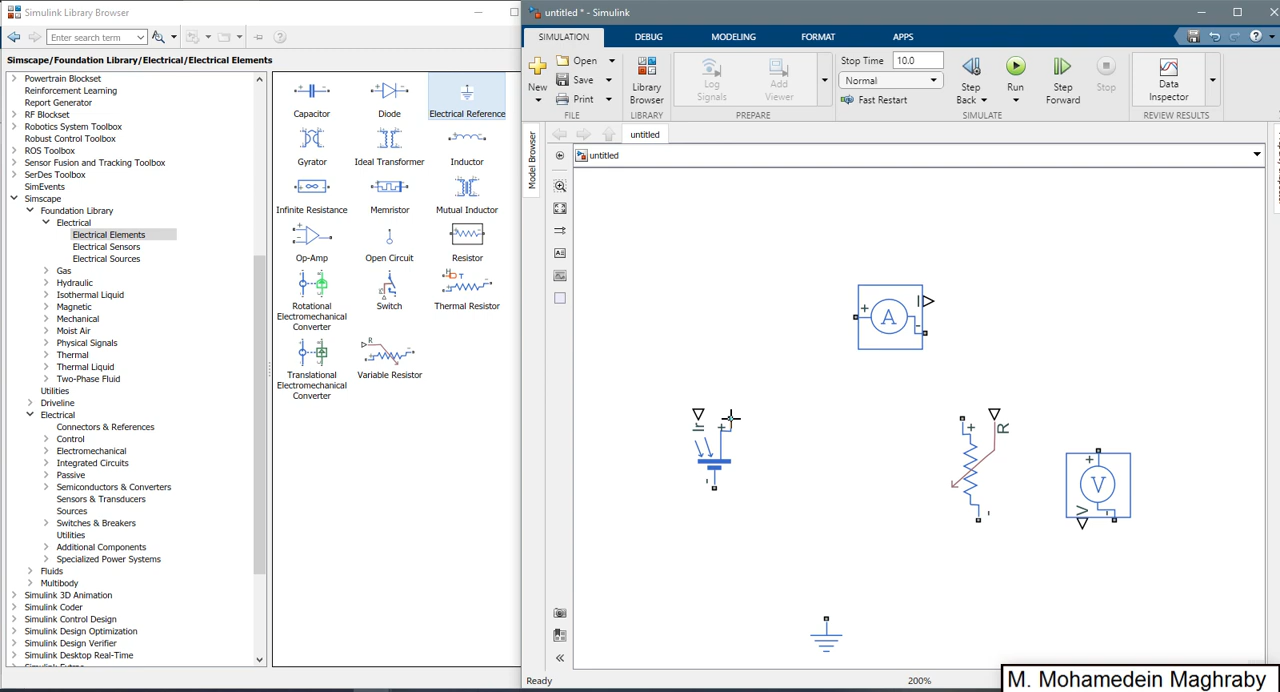 Simulink Library Browser
Enter search term
Simscape/Foundation Library/Electrical/Electrical Elements
Powertrain Blockset
Reinforcement Learning
Report Generator
RF Blockset
Robotics System Toolbox
Robust Control Toolbox
ROS Toolbox
Sensor Fusion and Tracking Toolbox
SerDes Toolbox
SimEvents
Simscape
Foundation Library
Electrical
Electrical Elements
Electrical Sensors
Electrical Sources
Gas
Hydraulic
Isothermal Liquid
Magnetic
Mechanical
Moist Air
Physical Signals
Thermal
Thermal Liquid
Two-Phase Fluid
Utilities
Driveline
Electrical
Connectors & References
Control
Electromechanical
Integrated Circuits
Passive
Semiconductors & Converters
Sensors & Transducers
Sources
Switches & Breakers
Utilities
Additional Components
Specialized Power Systems
Fluids
Multibody
Simulink 3D Animation
Simulink Coder
Simulink Control Design
Simulink Design Optimization
Simulink Design Verifier
Simulink Desktop Real-Time
Capacitor
Diode
Electrical Reference
Gyrator
Ideal Transformer
Inductor
Infinite Resistance
Memristor
Mutual Inductor
Op-Amp
Open Circuit
Resistor
Rotational
Electromechanical
Converter
Switch
Thermal Resistor
Translational
Electromechanical
Converter
Variable Resistor
untitled * - Simulink
SIMULATION
DEBUG
MODELING
FORMAT
APPS
New
Open
Save
Print
FILE
Library
Browser
LIBRARY
Log
Signals
Add
Viewer
PREPARE
Stop Time 10.0
Normal
Fast Restart
Step
Back
Run
Step
Forward
Stop
SIMULATE
Data
Inspector
REVIEW RESULTS
untitled
Model Browser
untitled
A
I
Ir
R
V
V
Ready
200%
M. Mohamedein Maghraby